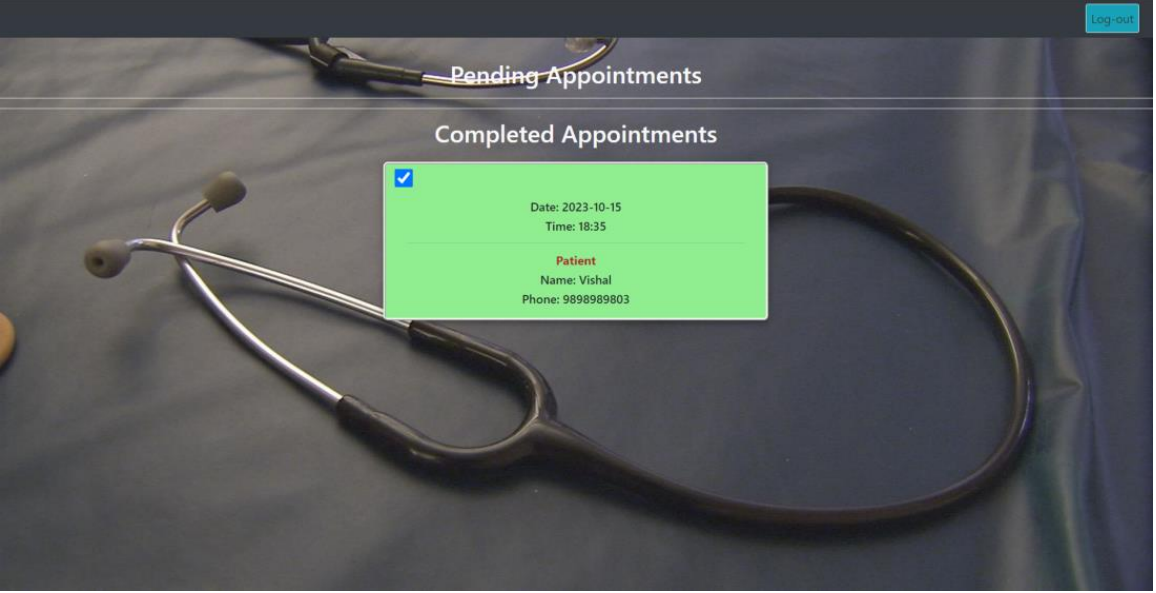 Log-out
Pending Appointments
Completed Appointments
Date: 2023-10-15
Time: 18:35
Patient
Name: Vishal
Phone: 9898989803